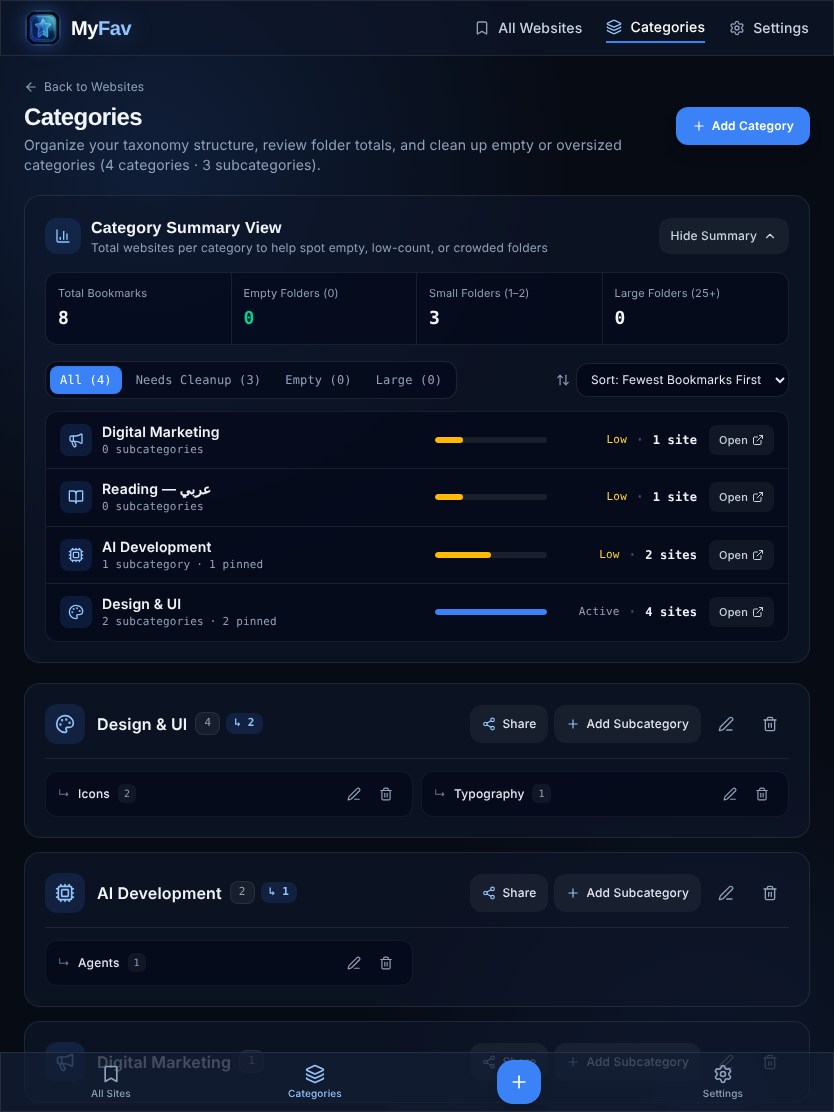 MyFav
All Websites
Categories
Settings
Back to Websites
Categories
Organize your taxonomy structure, review folder totals, and clean up empty or oversized
categories (4 categories · 3 subcategories).
+ Add Category
Category Summary View
Total websites per category to help spot empty, low-count, or crowded folders
Hide Summary
Total Bookmarks
8
Empty Folders (0)
0
Small Folders (1–2)
3
Large Folders (25+)
0
All (4)
Needs Cleanup (3)
Empty (0)
Large (0)
Sort: Fewest Bookmarks First
Digital Marketing
0 subcategories
Low · 1 site
Open
Reading — عربي
0 subcategories
Low · 1 site
Open
AI Development
1 subcategory · 1 pinned
Low · 2 sites
Open
Design & UI
2 subcategories · 2 pinned
Active · 4 sites
Open
Design & UI 4 ↳ 2
Share
+ Add Subcategory
Icons 2
Typography 1
AI Development 2 ↳ 1
Share
+ Add Subcategory
Agents 1
Digital Marketing 1
Share
+ Add Subcategory
All Sites
Categories
+
Settings